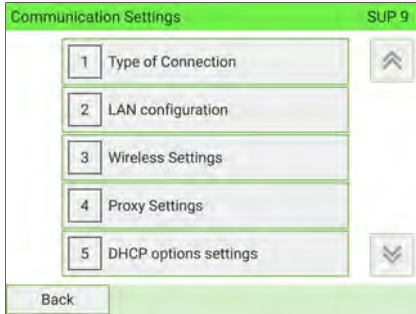 Communication Settings SUP 9
1 Type of Connection
2 LAN configuration
3 Wireless Settings
4 Proxy Settings
5 DHCP options settings
Back